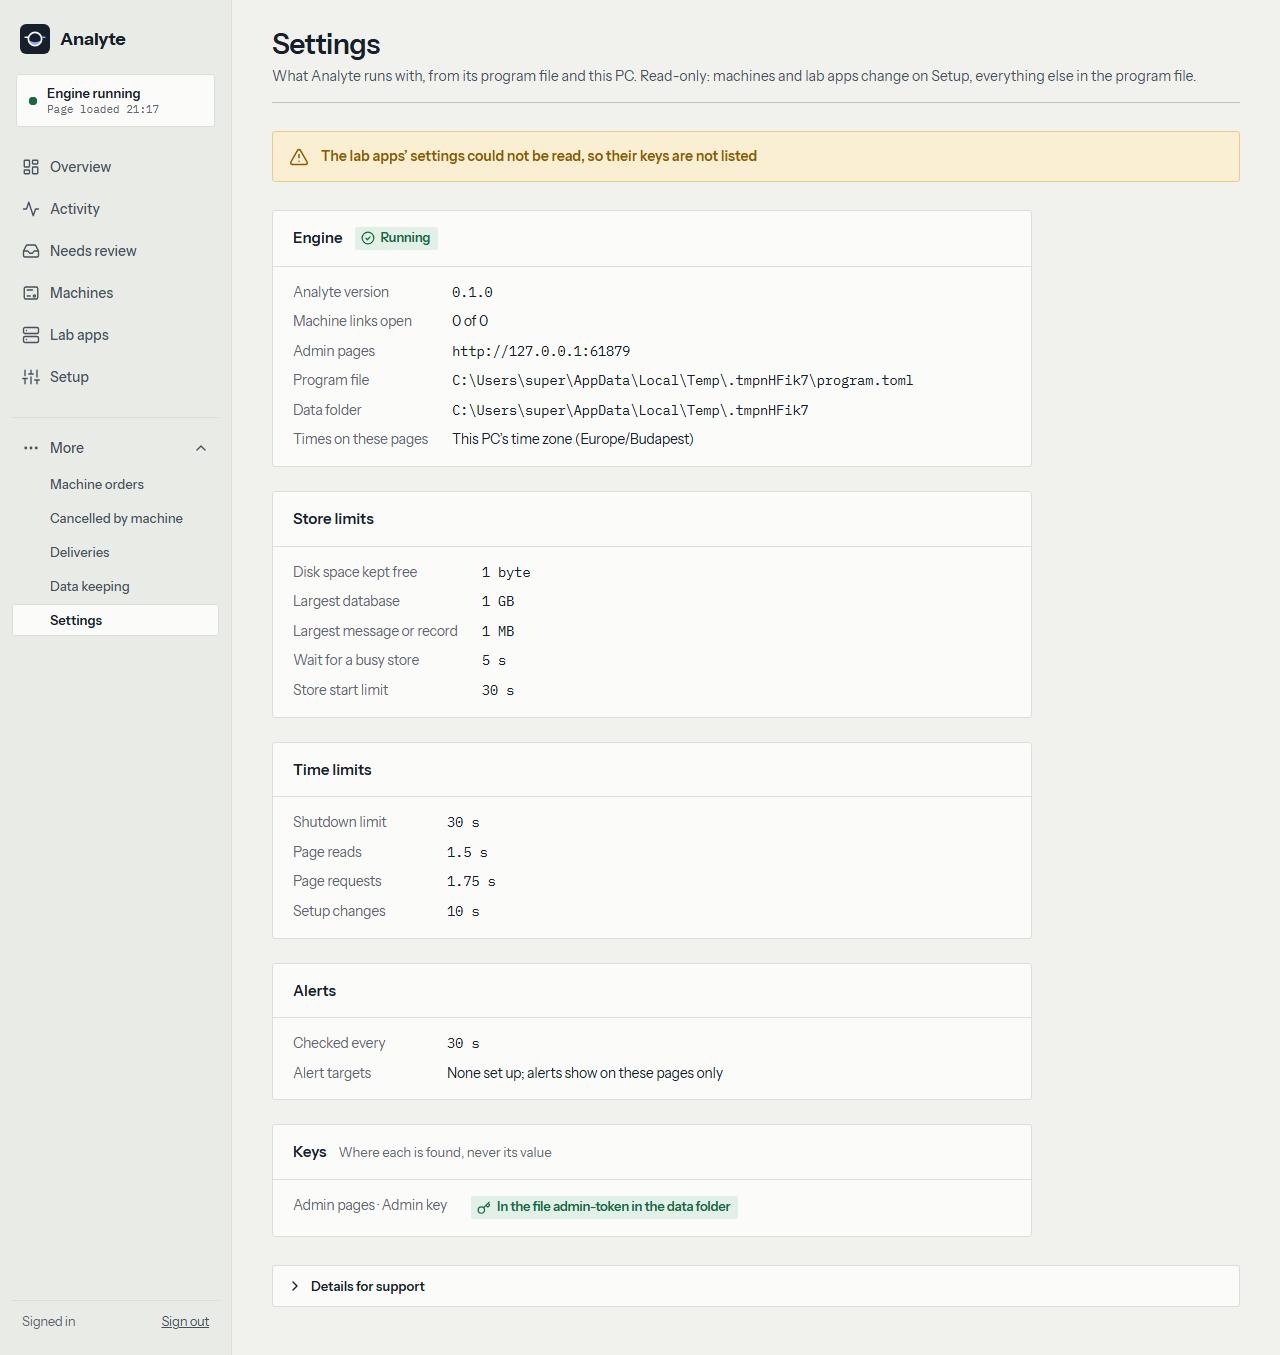 Analyte
Engine running
Page loaded 21:17
Overview
Activity
Needs review
Machines
Lab apps
Setup
More
Machine orders
Cancelled by machine
Deliveries
Data keeping
Settings
Signed in
Sign out
Settings
What Analyte runs with, from its program file and this PC. Read-only: machines and lab apps change on Setup, everything else in the program file.
The lab apps’ settings could not be read, so their keys are not listed
Engine Running
Analyte version 0.1.0
Machine links open 0 of 0
Admin pages http://127.0.0.1:61879
Program file C:\Users\super\AppData\Local\Temp\.tmpnHFik7\program.toml
Data folder C:\Users\super\AppData\Local\Temp\.tmpnHFik7
Times on these pages This PC’s time zone (Europe/Budapest)
Store limits
Disk space kept free 1 byte
Largest database 1 GB
Largest message or record 1 MB
Wait for a busy store 5 s
Store start limit 30 s
Time limits
Shutdown limit 30 s
Page reads 1.5 s
Page requests 1.75 s
Setup changes 10 s
Alerts
Checked every 30 s
Alert targets None set up; alerts show on these pages only
Keys Where each is found, never its value
Admin pages · Admin key In the file admin-token in the data folder
Details for support